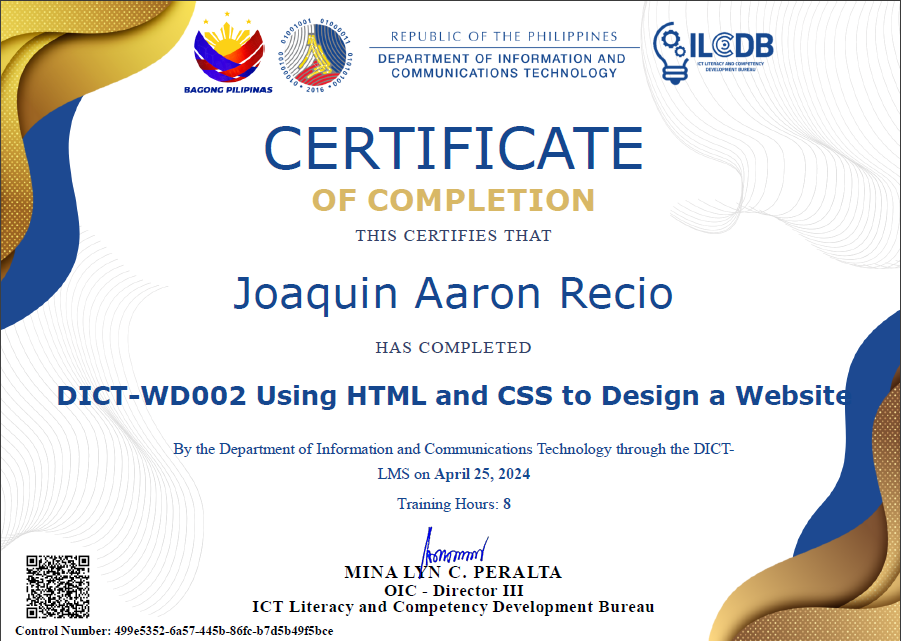 BAGONG PILIPINAS
01001001 01000011 01010100
2016
REPUBLIC OF THE PHILIPPINES
DEPARTMENT OF INFORMATION AND
COMMUNICATIONS TECHNOLOGY
ILCDB
ICT LITERACY AND COMPETENCY
DEVELOPMENT BUREAU
CERTIFICATE
OF COMPLETION
THIS CERTIFIES THAT
Joaquin Aaron Recio
HAS COMPLETED
DICT-WD002 Using HTML and CSS to Design a Website
By the Department of Information and Communications Technology through the DICT-
LMS on April 25, 2024
Training Hours: 8
MINA LYN C. PERALTA
OIC - Director III
ICT Literacy and Competency Development Bureau
Control Number: 499e5352-6a57-445b-86fc-b7d5b49f5bce